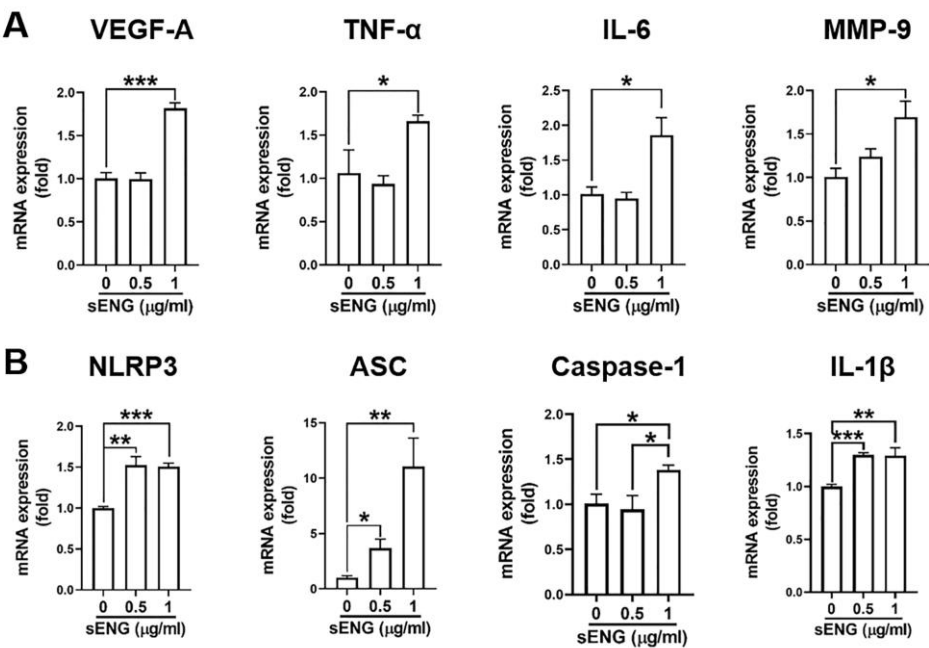 A
VEGF-A
TNF-α
IL-6
MMP-9
mRNA expression
(fold)
2.0
1.5
1.0
0.5
0.0
***
0 0.5 1
sENG (μg/ml)
mRNA expression
(fold)
2.0
1.5
1.0
0.5
0.0
*
0 0.5 1
sENG (μg/ml)
mRNA expression
(fold)
2.5
2.0
1.5
1.0
0.5
0.0
*
0 0.5 1
sENG (μg/ml)
mRNA expression
(fold)
2.0
1.5
1.0
0.5
0.0
*
0 0.5 1
sENG (μg/ml)
B
NLRP3
ASC
Caspase-1
IL-1β
mRNA expression
(fold)
2.0
1.5
1.0
0.5
0.0
***
**
0 0.5 1
sENG (μg/ml)
mRNA expression
(fold)
15
10
5
0
**
*
0 0.5 1
sENG (μg/ml)
mRNA expression
(fold)
2.0
1.5
1.0
0.5
0.0
*
*
0 0.5 1
sENG (μg/ml)
mRNA expression
(fold)
1.5
1.0
0.5
0.0
**
***
0 0.5 1
sENG (μg/ml)